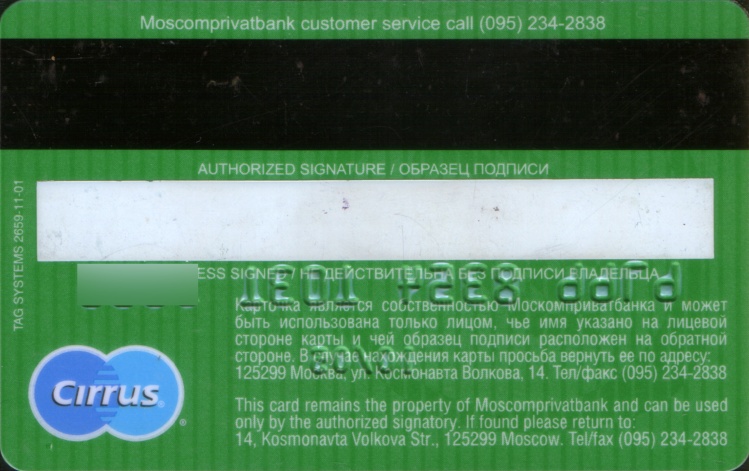 Moscomprivatbank customer service call (095) 234-2838
AUTHORIZED SIGNATURE / ОБРАЗЕЦ ПОДПИСИ
TAG SYSTEMS 2659-11-01
SIGNED / НЕ ДЕЙСТВИТЕЛЬНА БЕЗ ПОДПИСИ ВЛАДЕЛЬЦА
Карточка является собственностью Москомприватбанка и может
быть использована только лицом, чье имя указано на лицевой
стороне карты и чей образец подписи расположен на обратной
стороне. В нахождения карты просьба вернуть ее по адресу:
125299 Москва, ул. Космонавта Волкова, 14. Тел/факс (095) 234-2838
Cirrus
This card remains the property of Moscomprivatbank and can be used
only by the authorized signatory. If found please return to:
14, Kosmonavta Volkova Str., 125299 Moscow. Tel/fax (095) 234-2838